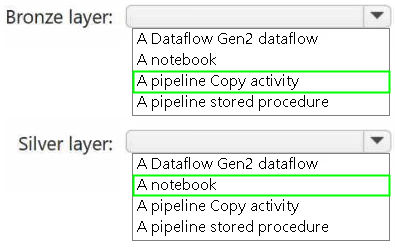 Bronze layer:
A Dataflow Gen2 dataflow
A notebook
A pipeline Copy activity
A pipeline stored procedure
Silver layer:
A Dataflow Gen2 dataflow
A notebook
A pipeline Copy activity
A pipeline stored procedure